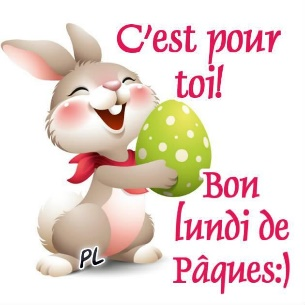 C'est pour
toi!
Bon
lundi de
Pâques:)
PL